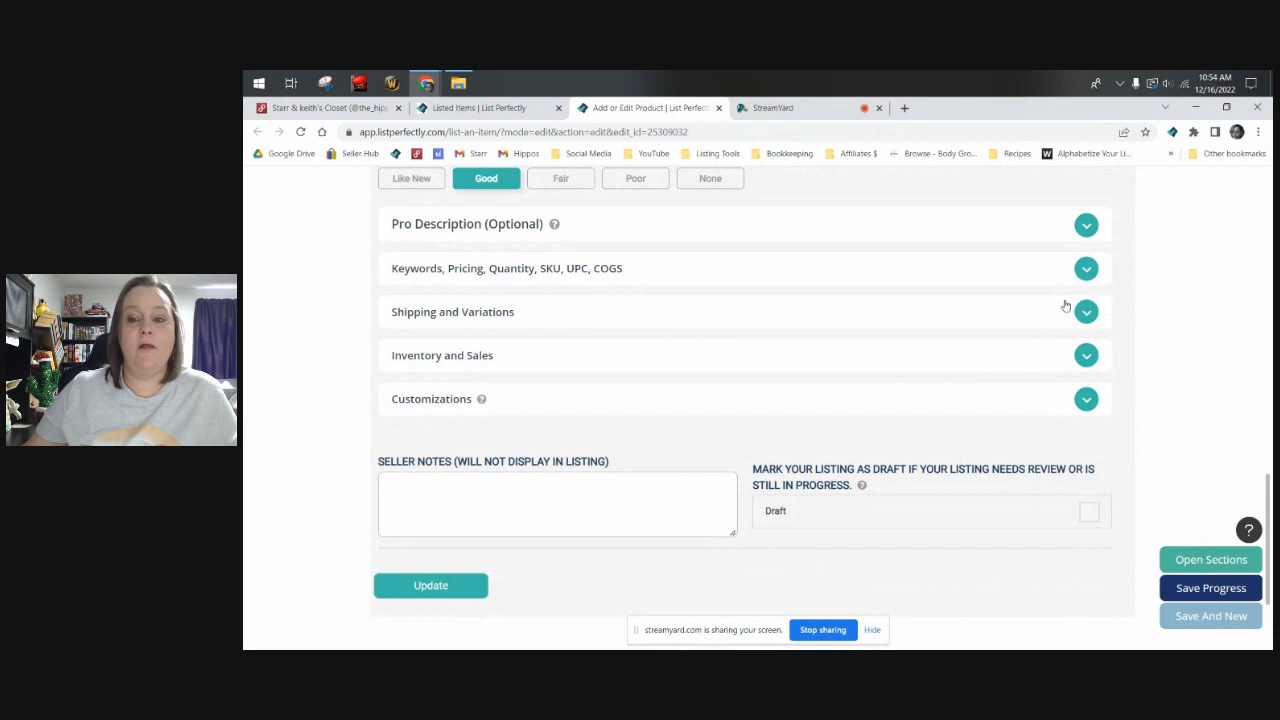 10:54 AM
12/16/2022
Starr & keith's Closet (@the_hipp
Listed Items | List Perfectly
Add or Edit Product | List Perfect
StreamYard
app.listperfectly.com/list-an-item/?mode=edit&action=edit&edit_id=25309032
Google Drive
Seller Hub
Starr
Hippos
Social Media
YouTube
Listing Tools
Bookkeeping
Affiliates $
Browse - Body Gro...
Recipes
Alphabetize Your Li...
Other bookmarks
Like New
Good
Fair
Poor
None
Pro Description (Optional)
Keywords, Pricing, Quantity, SKU, UPC, COGS
Shipping and Variations
Inventory and Sales
Customizations
SELLER NOTES (WILL NOT DISPLAY IN LISTING)
MARK YOUR LISTING AS DRAFT IF YOUR LISTING NEEDS REVIEW OR IS
STILL IN PROGRESS.
Draft
Open Sections
Update
Save Progress
Save And New
streamyard.com is sharing your screen.
Stop sharing
Hide